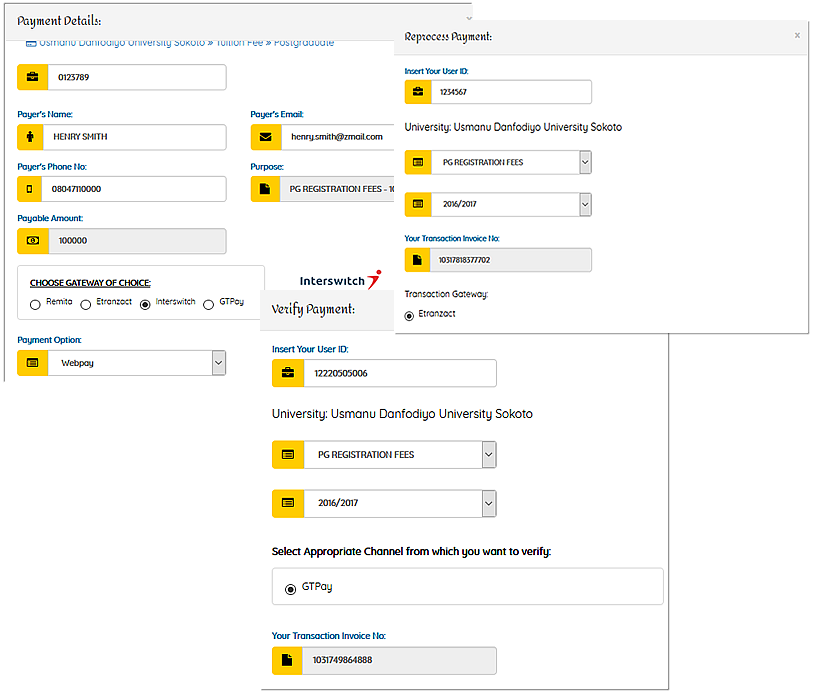 Payment Details:
Usmanu Danfodiyo University Sokoto » Tuition Fee » Postgraduate
0123789
Payer's Name:
Payer's Email:
HENRY SMITH
henry.smith@zmail.com
Payer's Phone No:
Purpose:
08047110000
PG REGISTRATION FEES - 10
Payable Amount:
100000
CHOOSE GATEWAY OF CHOICE:
Remita Etranzact Interswitch GTPay
Interswitch
Payment Option:
Webpay
Reprocess Payment:
x
Insert Your User ID:
1234567
University: Usmanu Danfodiyo University Sokoto
PG REGISTRATION FEES
2016/2017
Your Transaction Invoice No:
10317818377702
Transaction Gateway:
Etranzact
Verify Payment:
Insert Your User ID:
12220505006
University: Usmanu Danfodiyo University Sokoto
PG REGISTRATION FEES
2016/2017
Select Appropriate Channel from which you want to verify:
GTPay
Your Transaction Invoice No:
1031749864888